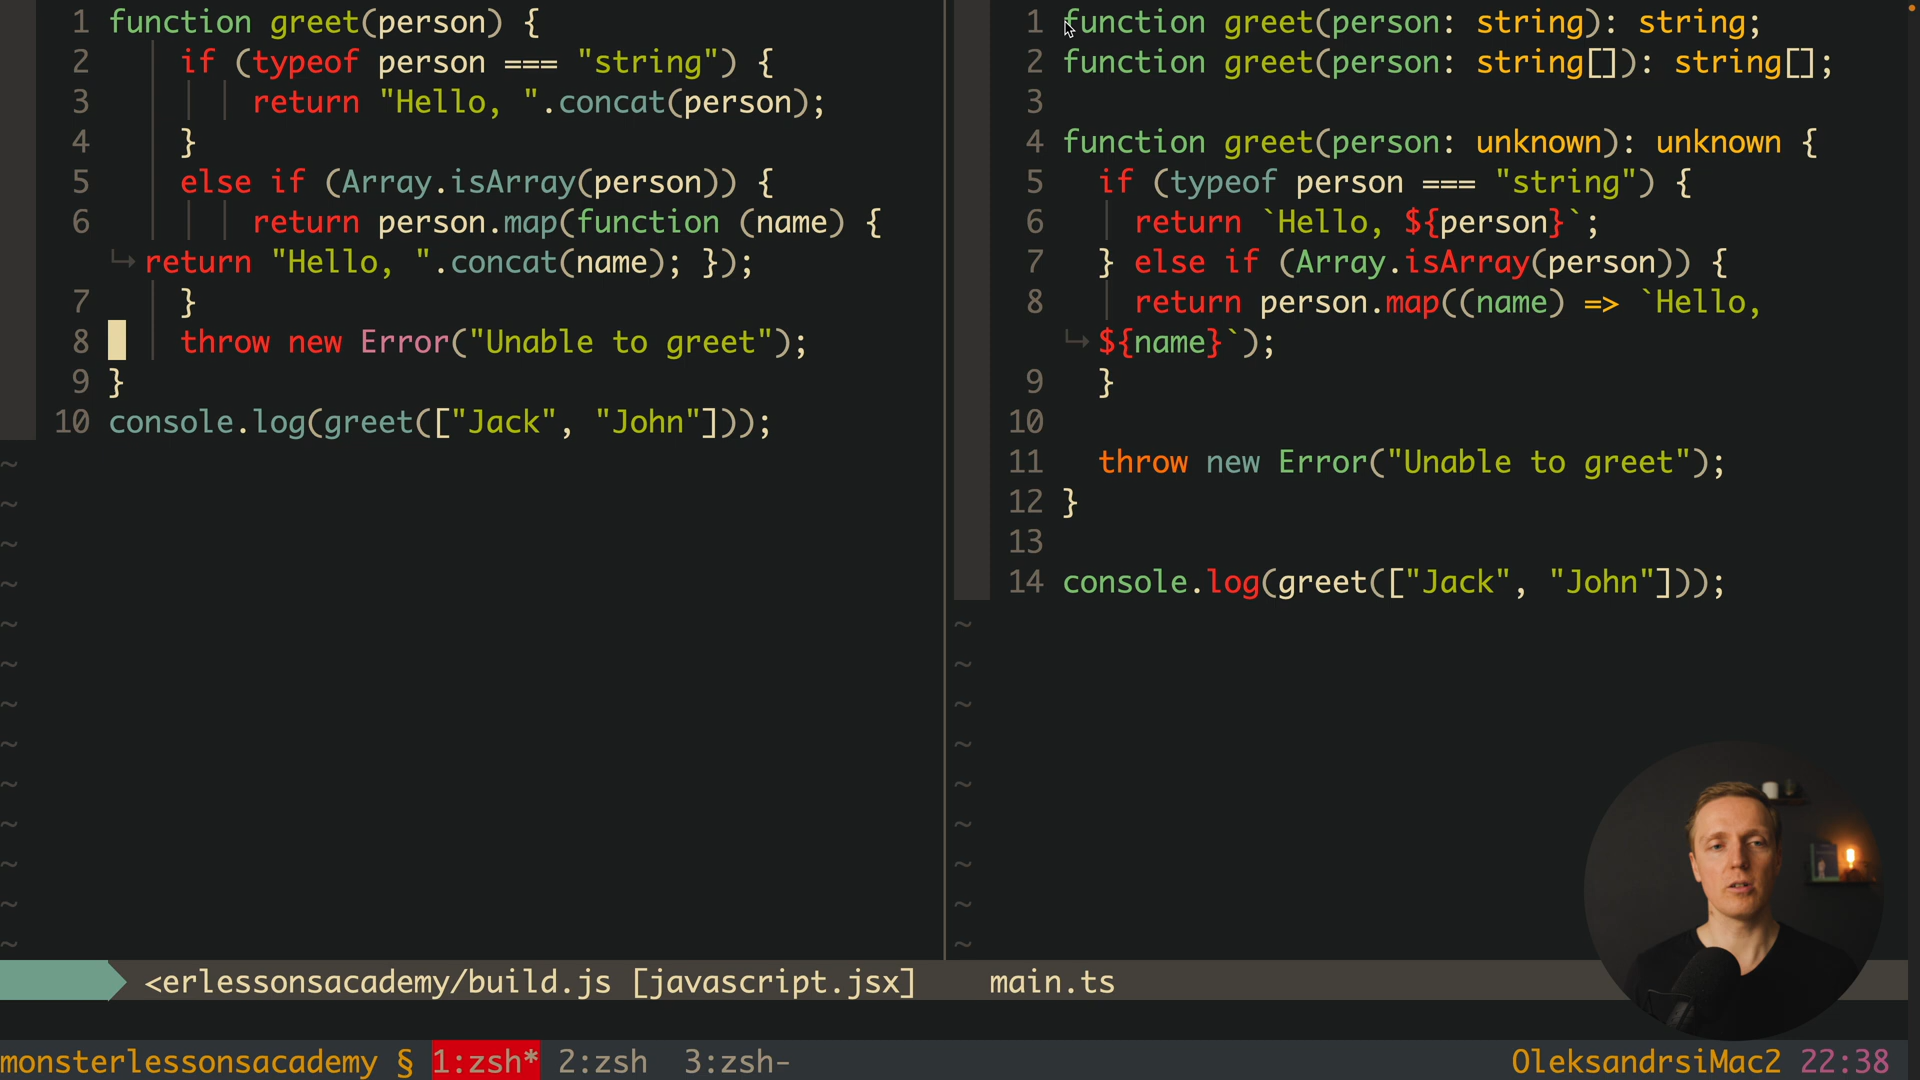 1 function greet(person) {
2 if (typeof person === "string") {
3 return "Hello, ".concat(person);
4 }
5 else if (Array.isArray(person)) {
6 return person.map(function (name) {
↪ return "Hello, ".concat(name); });
7 }
8 throw new Error("Unable to greet");
9 }
10 console.log(greet(["Jack", "John"]));
~
~
~
~
~
~
~
~
~
~
~
~
~
<erlessonsacademy/build.js [javascript.jsx]
1 function greet(person: string): string;
2 function greet(person: string[]): string[];
3
4 function greet(person: unknown): unknown {
5 if (typeof person === "string") {
6 return `Hello, ${person}`;
7 } else if (Array.isArray(person)) {
8 return person.map((name) => `Hello,
↪ ${name}`);
9 }
10
11 throw new Error("Unable to greet");
12 }
13
14 console.log(greet(["Jack", "John"]));
~
~
~
~
~
~
~
~
~
main.ts
monsterlessonsacademy § 1:zsh* 2:zsh 3:zsh- OleksandrsiMac2 22:38